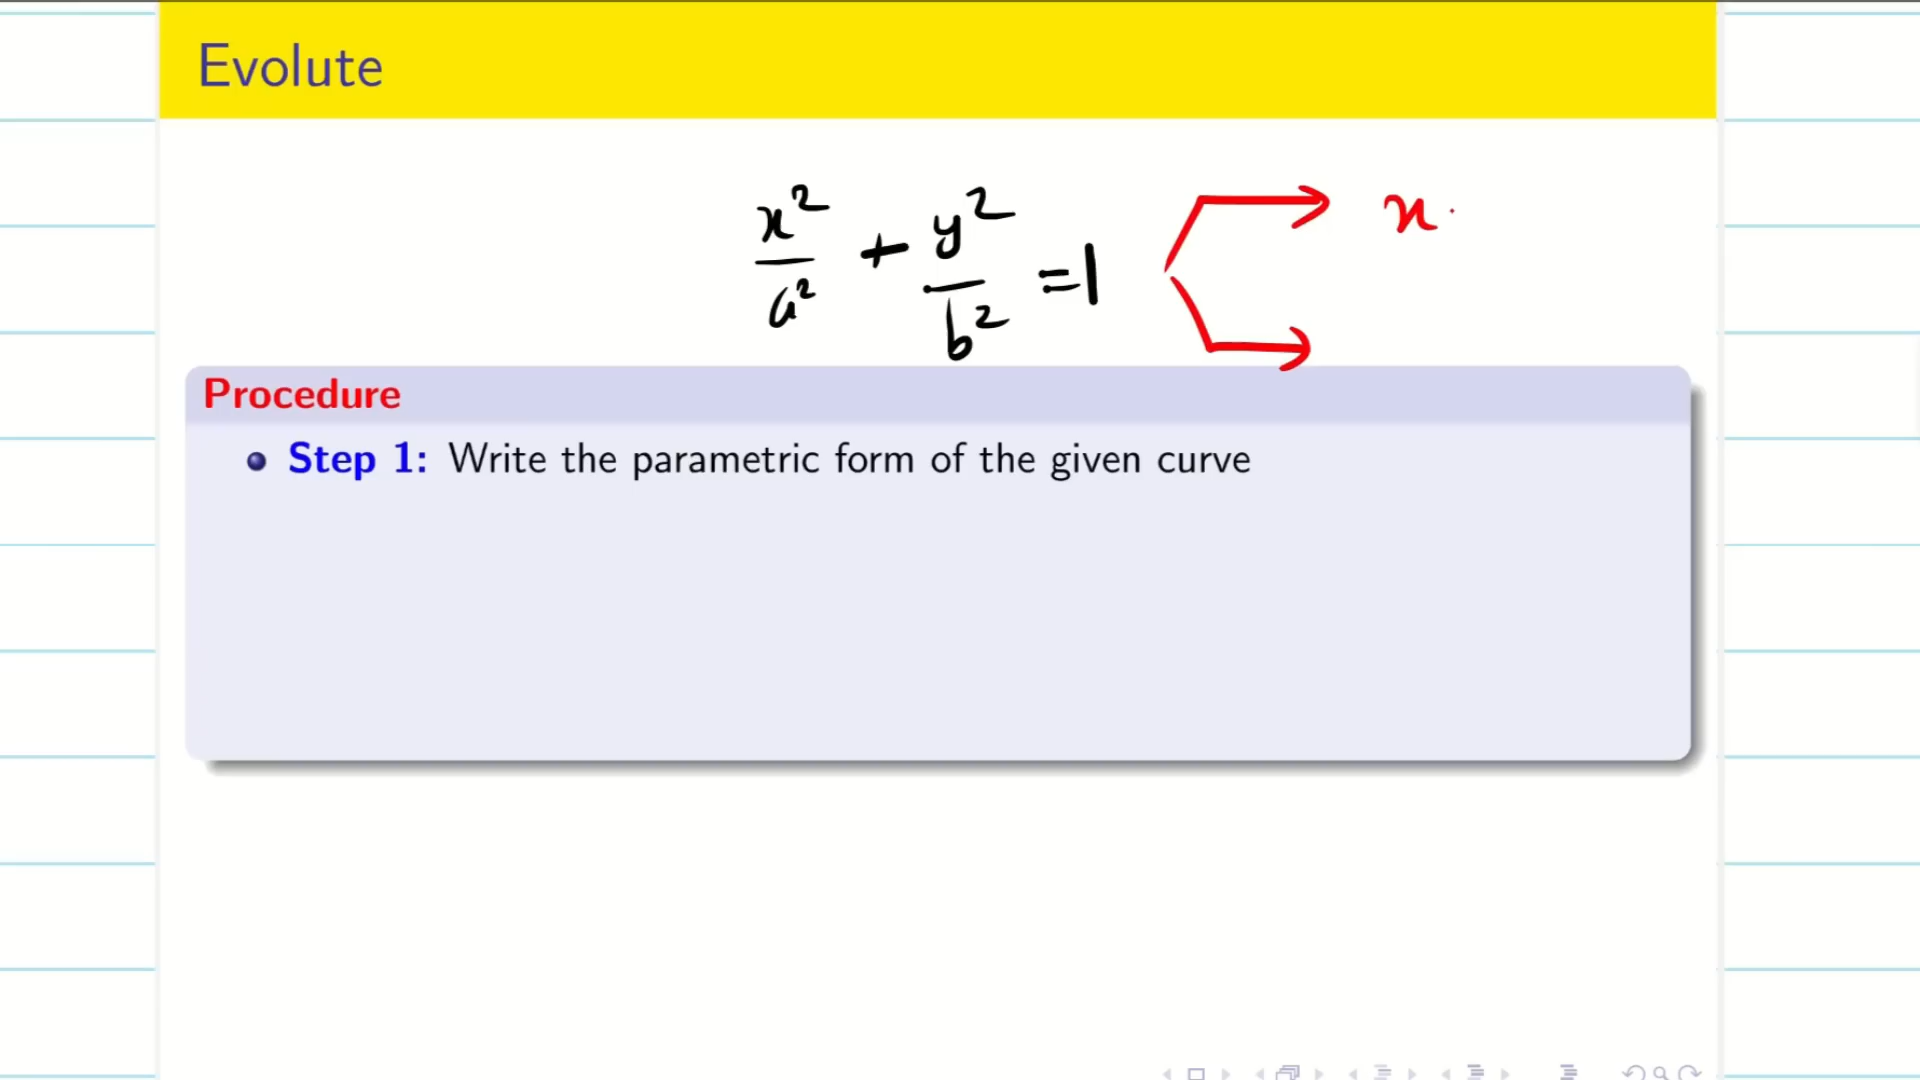 Evolute
x²/a² + y²/b² = 1 x
Procedure
Step 1: Write the parametric form of the given curve